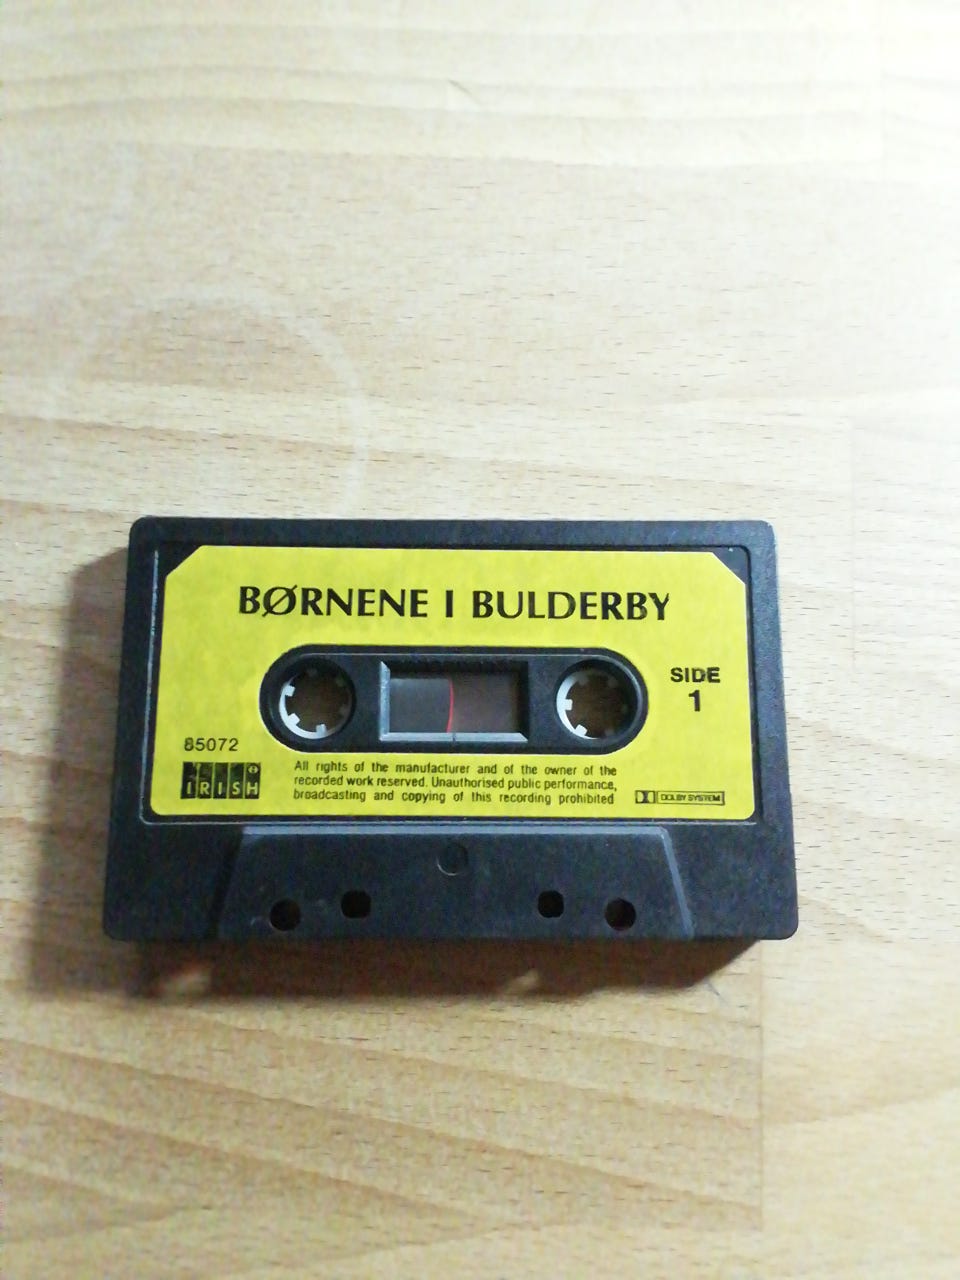 BØRNENE I BULDERBY
SIDE
1
85072
IRISH
All rights of the manufacturer and of the owner of the
recorded work reserved. Unauthorised public performance,
broadcasting and copying of this recording prohibited
DOLBY SYSTEM